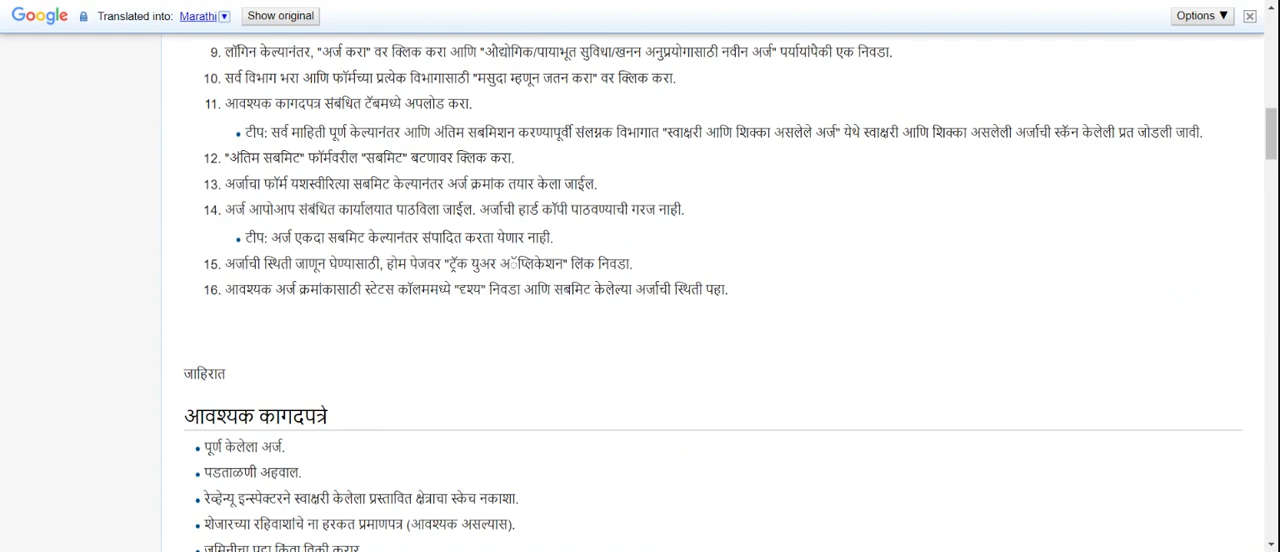 Google Translated into: Marathi Show original Options ▼
9. लॉगिन केल्यानंतर, "अर्ज करा" वर क्लिक करा आणि "औद्योगिक/पायाभूत सुविधा/खनन अनुप्रयोगासाठी नवीन अर्ज" पर्यायांपैकी एक निवडा.
10. सर्व विभाग भरा आणि फॉर्मच्या प्रत्येक विभागासाठी "मसुदा म्हणून जतन करा" वर क्लिक करा.
11. आवश्यक कागदपत्र संबंधित टॅबमध्ये अपलोड करा.
• टीप: सर्व माहिती पूर्ण केल्यानंतर आणि अंतिम सबमिशन करण्यापूर्वी संलग्नक विभागात "स्वाक्षरी आणि शिक्का असलेले अर्ज" येथे स्वाक्षरी आणि शिक्का असलेली अर्जाची स्कॅन केलेली प्रत जोडली जावी.
12. "अंतिम सबमिट" फॉर्मवरील "सबमिट" बटणावर क्लिक करा.
13. अर्जाचा फॉर्म यशस्वीरित्या सबमिट केल्यानंतर अर्ज क्रमांक तयार केला जाईल.
14. अर्ज आपोआप संबंधित कार्यालयात पाठविला जाईल. अर्जाची हार्ड कॉपी पाठवण्याची गरज नाही.
• टीप: अर्ज एकदा सबमिट केल्यानंतर संपादित करता येणार नाही.
15. अर्जाची स्थिती जाणून घेण्यासाठी, होम पेजवर "ट्रॅक युअर अॅप्लिकेशन" लिंक निवडा.
16. आवश्यक अर्ज क्रमांकासाठी स्टेटस कॉलममध्ये "दृश्य" निवडा आणि सबमिट केलेल्या अर्जाची स्थिती पहा.
जाहिरात
आवश्यक कागदपत्रे
• पूर्ण केलेला अर्ज.
• पडताळणी अहवाल.
• रेव्हेन्यू इन्स्पेक्टरने स्वाक्षरी केलेला प्रस्तावित क्षेत्राचा स्केच नकाशा.
• शेजारच्या रहिवाशांचे ना हरकत प्रमाणपत्र (आवश्यक असल्यास).
• जमिनीचा पट्टा किंवा विक्री करार